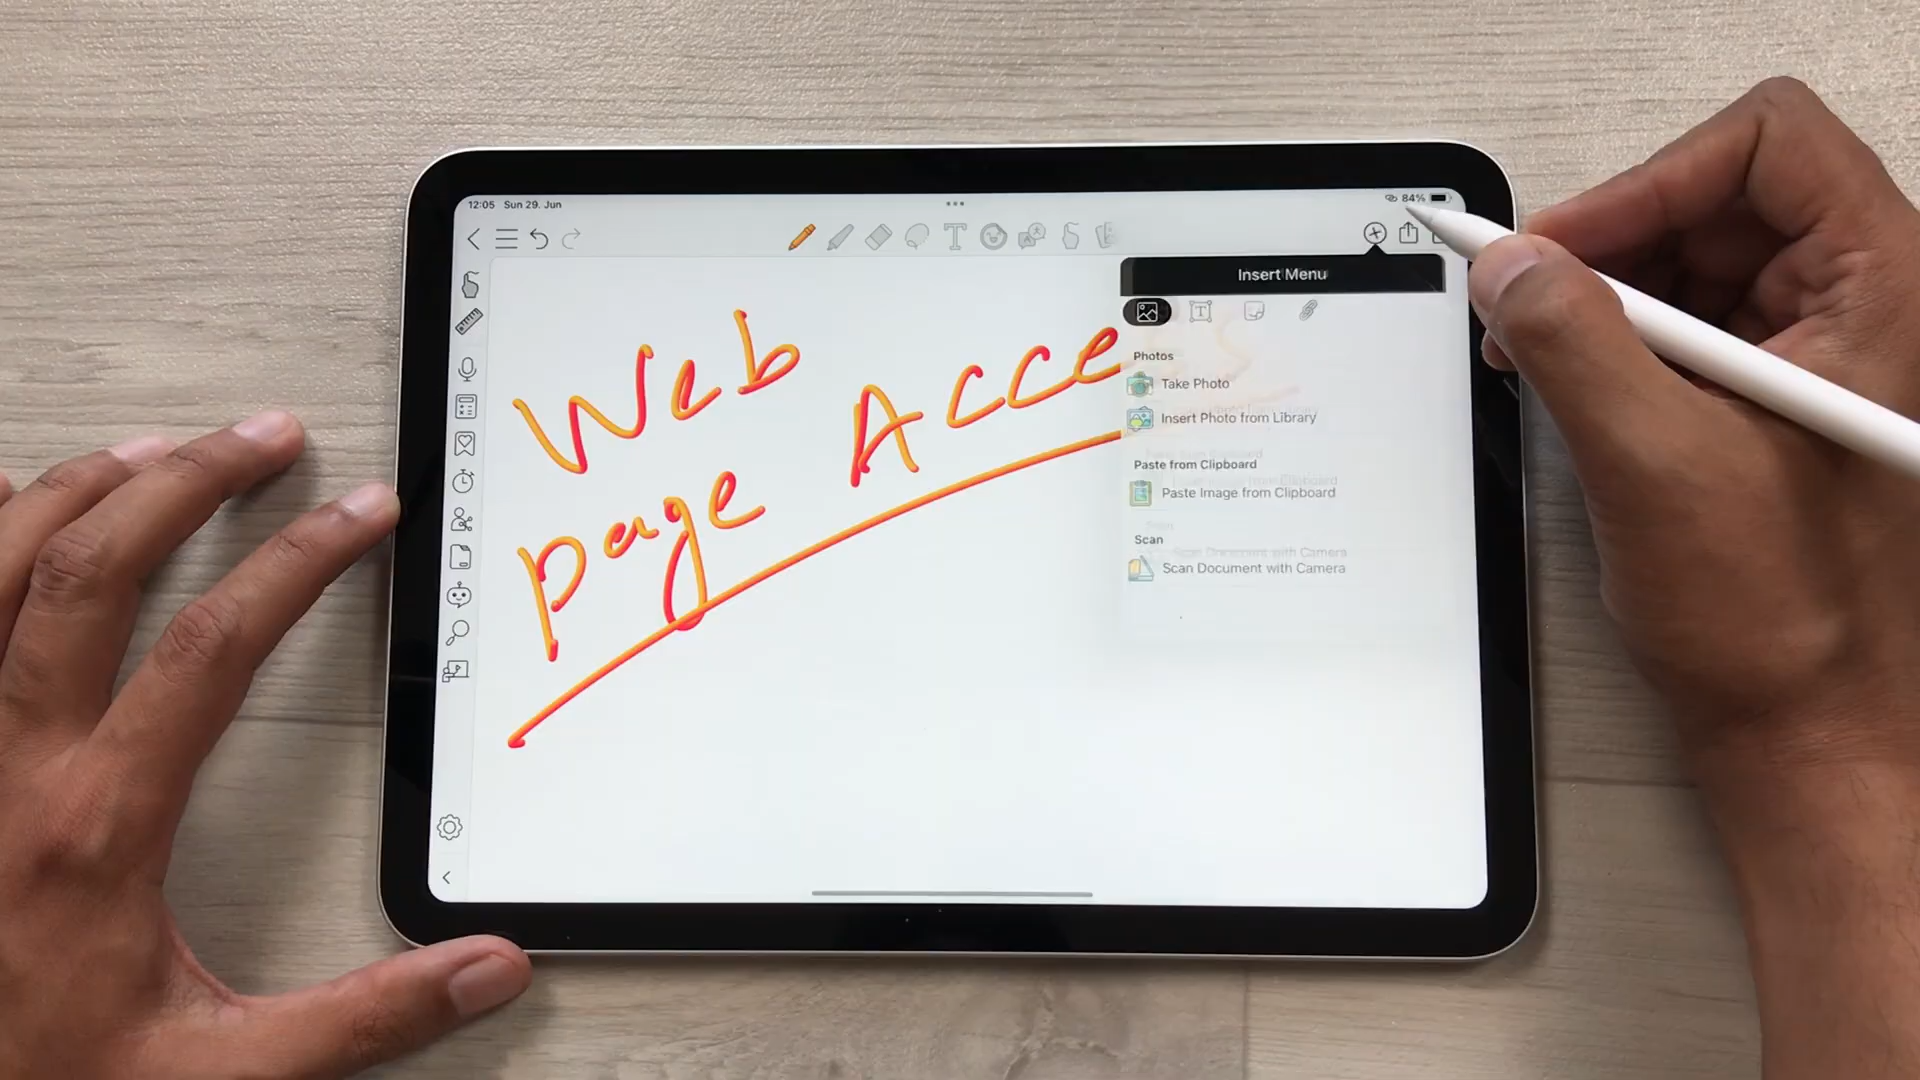 12:05 Sun 29. Jun
84%
Insert Menu
Web
page Acce
Photos
Take Photo
Insert Photo from Library
Paste from Clipboard
Paste Image from Clipboard
Scan
Scan Document with Camera